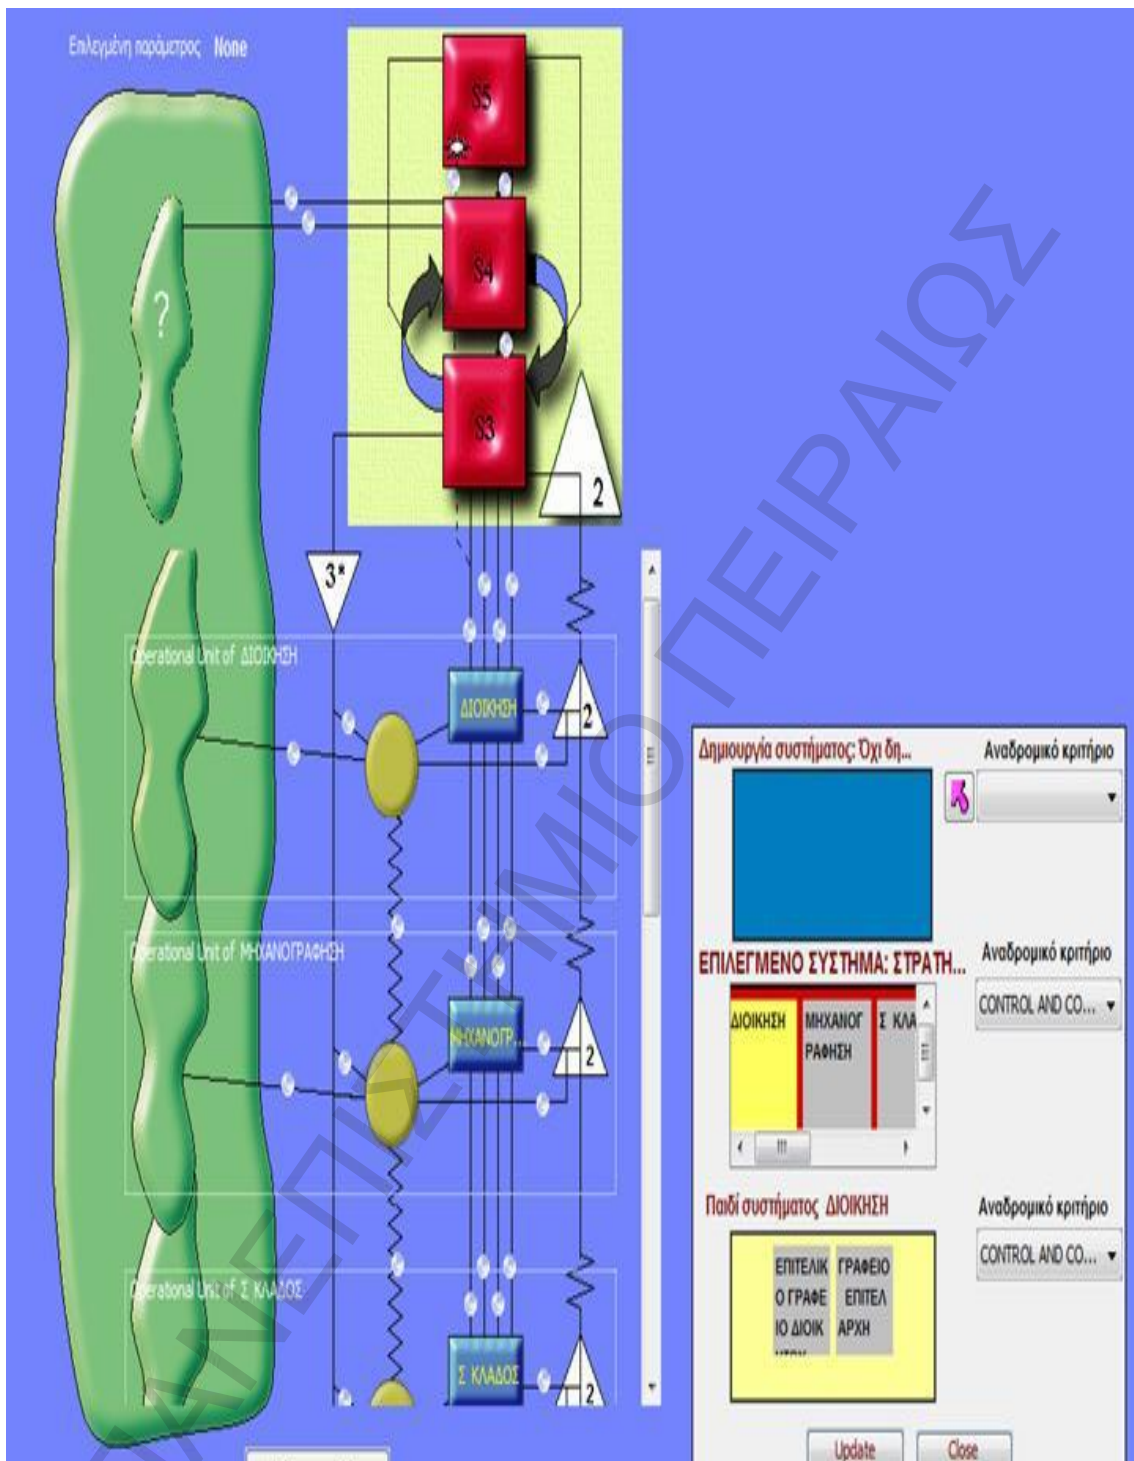 Επιλεγμένη παράμετρος None
S5
S4
?
S3
2
3*
Operational Unit of ΔΙΟΙΚΗΣΗ
ΔΙΟΙΚΗΣΗ
2
Operational Unit of ΜΗΧΑΝΟΓΡΑΦΗΣΗ
ΜΗΧΑΝΟΓΡ...
2
Operational Unit of Σ ΚΛΑΔΟΣ
Σ ΚΛΑΔΟΣ
2
Δημιουργία συστήματος: Όχι δη...
Αναδρομικό κριτήριο
ΕΠΙΛΕΓΜΕΝΟ ΣΥΣΤΗΜΑ: ΣΤΡΑΤΗ...
Αναδρομικό κριτήριο
CONTROL AND CO...
ΔΙΟΙΚΗΣΗ
ΜΗΧΑΝΟΓ
ΡΑΦΗΣΗ
Σ ΚΛΑ
Παιδί συστήματος ΔΙΟΙΚΗΣΗ
Αναδρομικό κριτήριο
CONTROL AND CO...
ΕΠΙΤΕΛΙΚ
Ο ΓΡΑΦΕ
ΙΟ ΔΙΟΙΚ
ΓΡΑΦΕΙΟ
ΕΠΙΤΕΛ
ΑΡΧΗ
Update
Close
ΠΑΝΕΠΙΣΤΗΜΙΟ ΠΕΙΡΑΙΩΣ